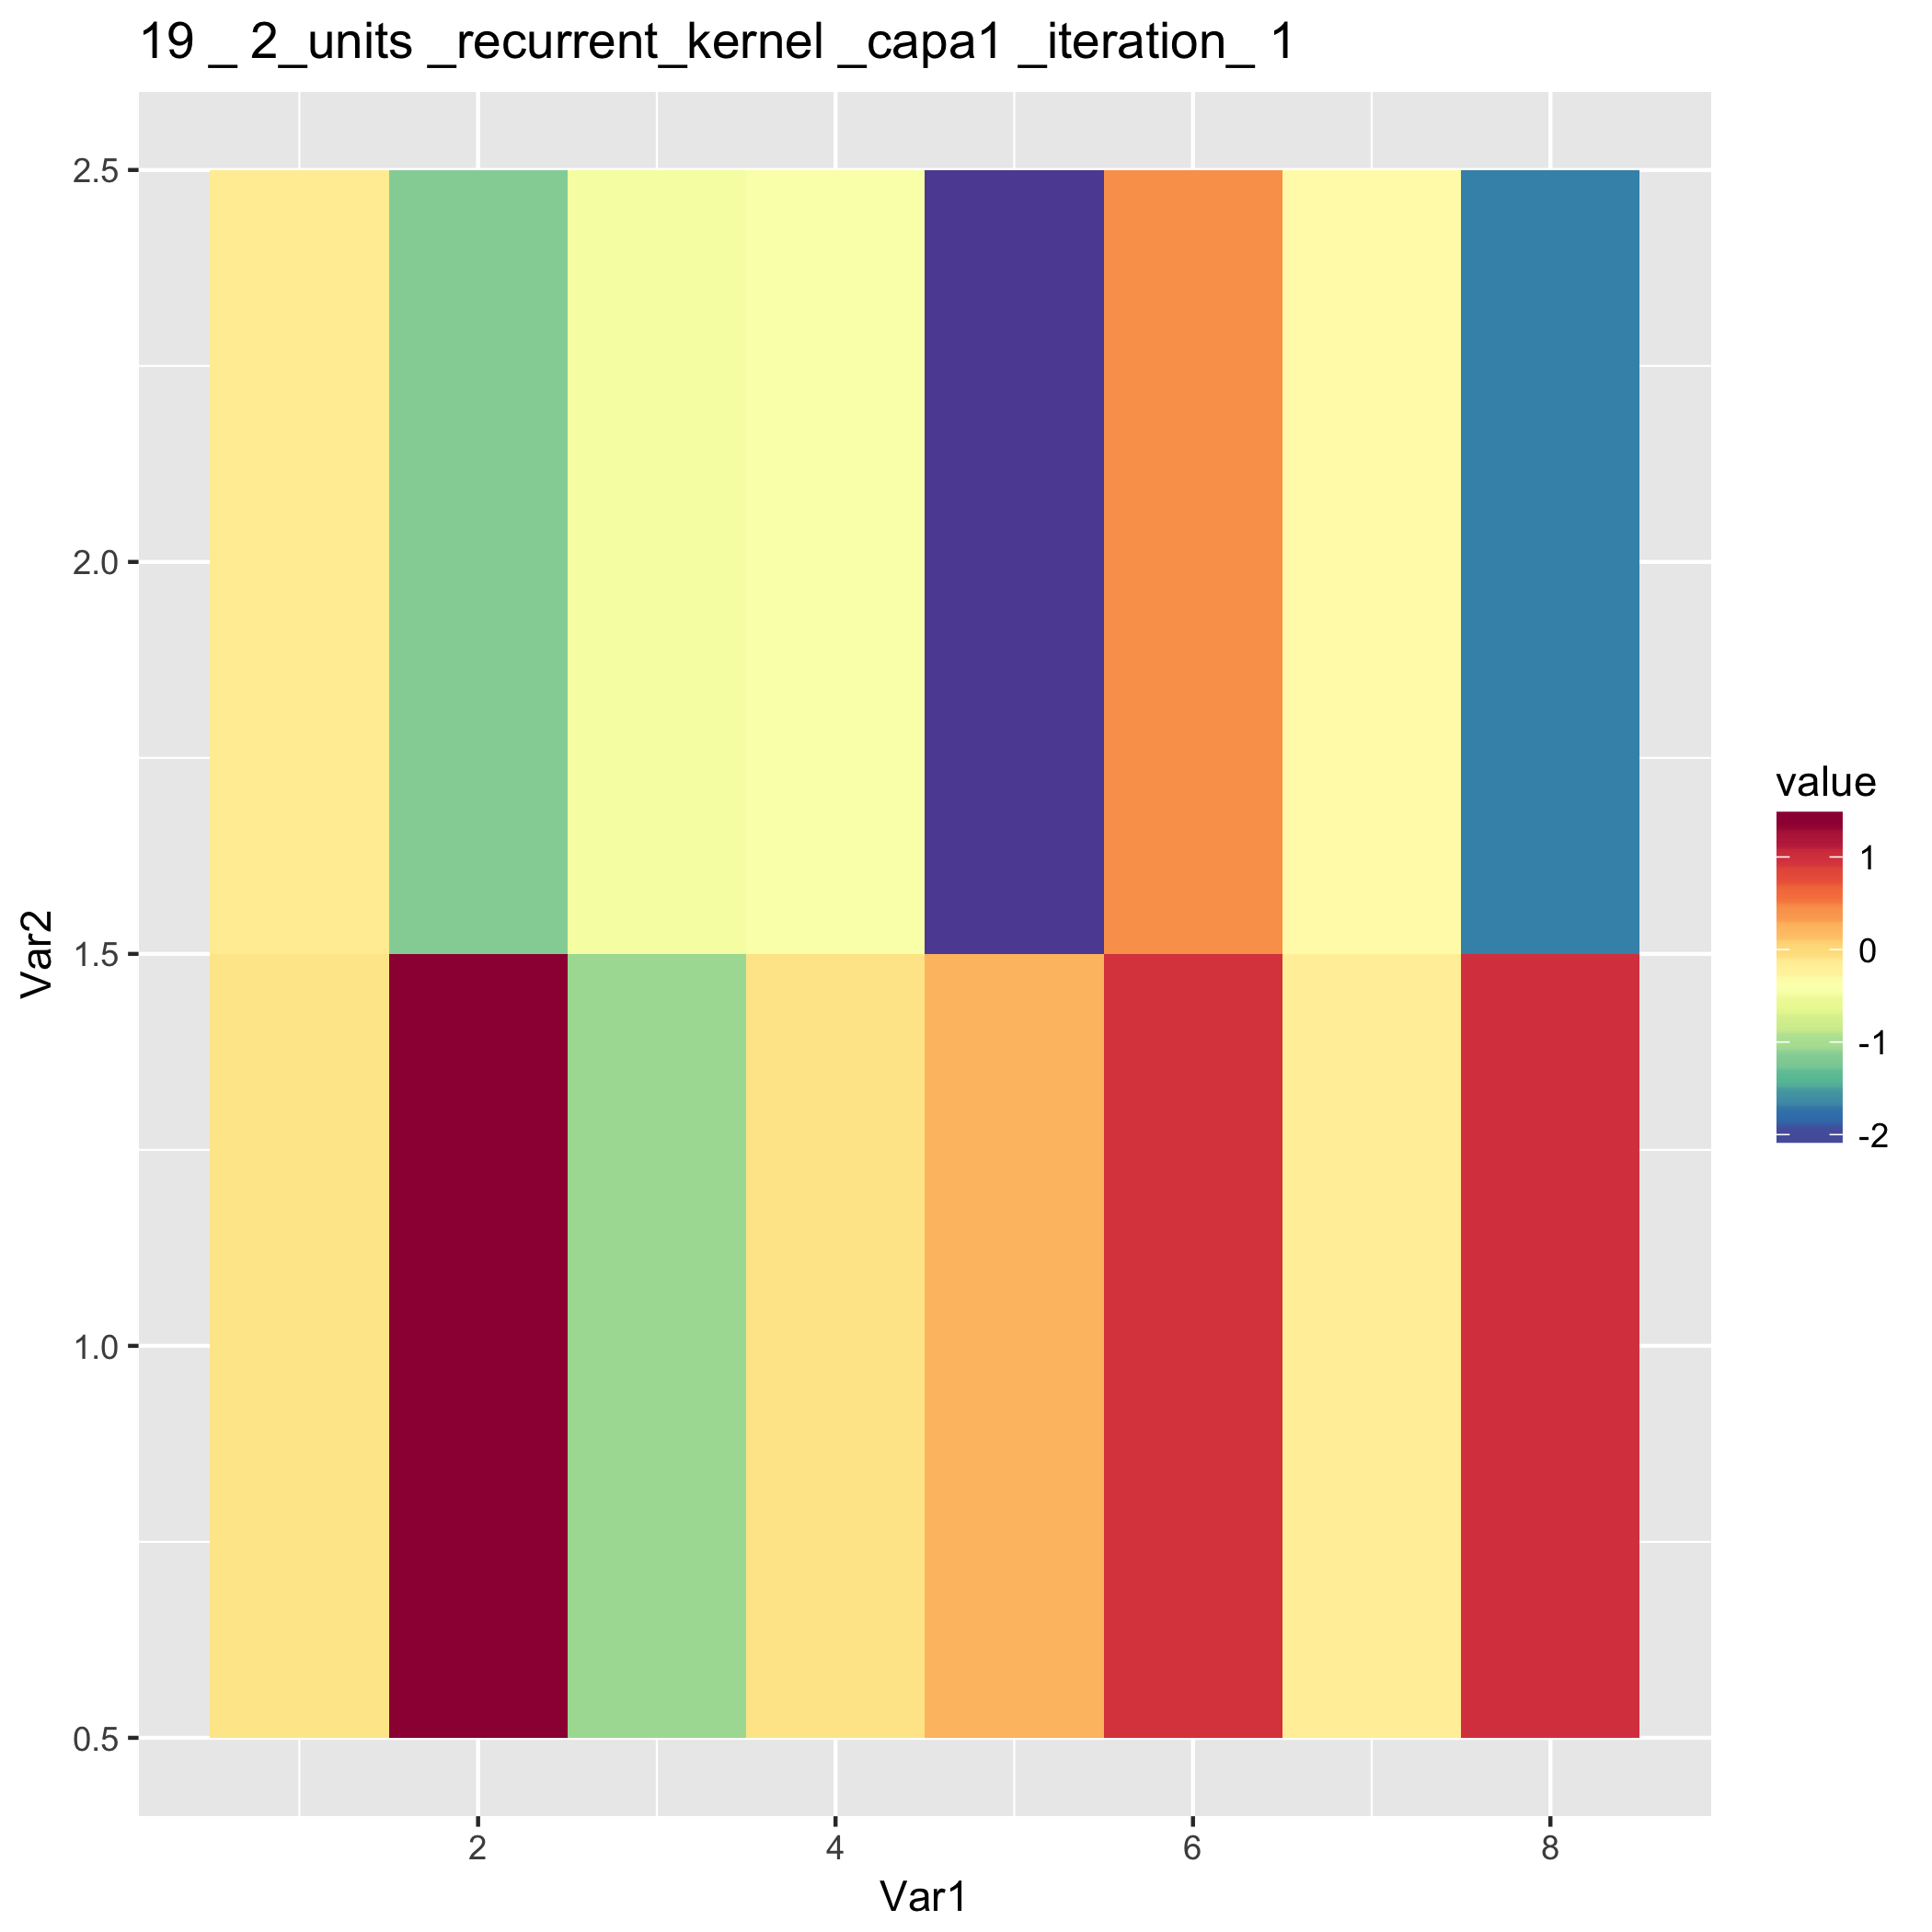 19 _ 2_units _recurrent_kernel _capa1 _iteration_ 1
2.5
2.0
1.5
1.0
0.5
Var2
2 4 6 8
Var1
value
1
0
-1
-2